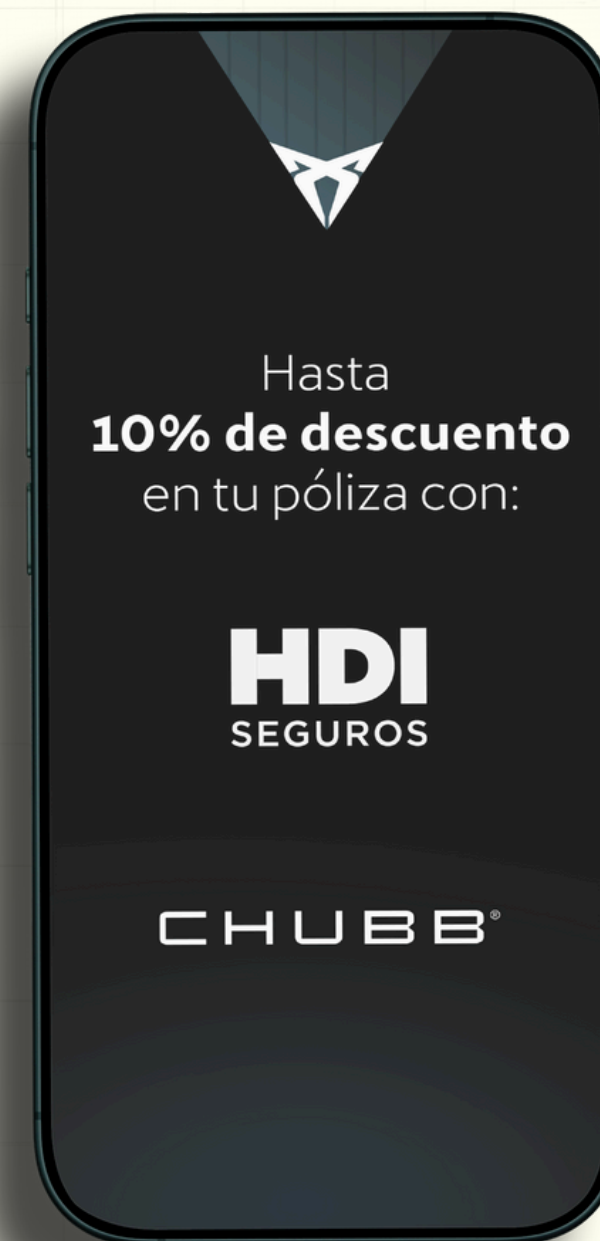 Hasta
10% de descuento
en tu póliza con:
HDI
SEGUROS
CHUBB®